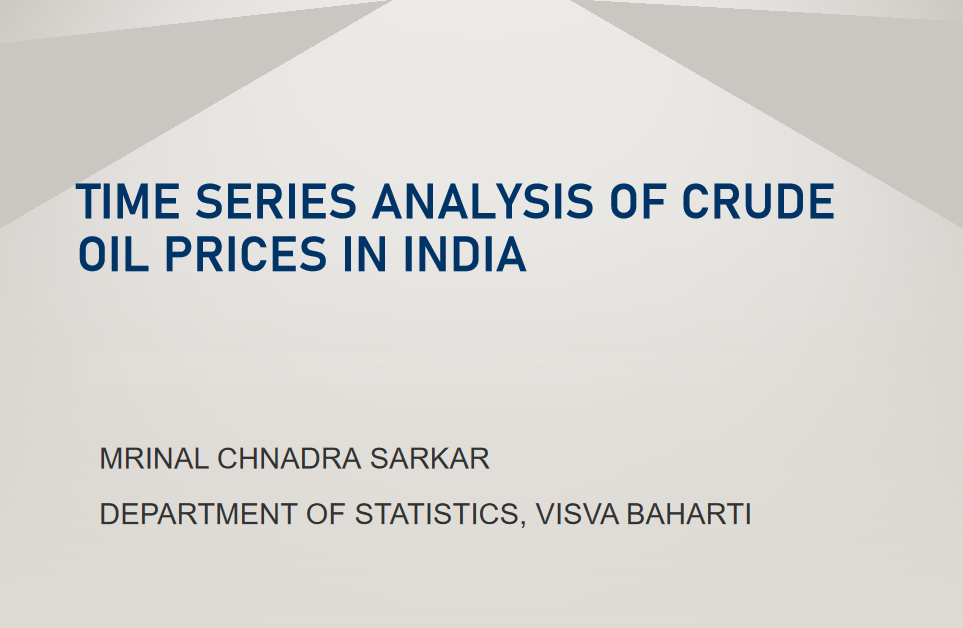 TIME SERIES ANALYSIS OF CRUDE
OIL PRICES IN INDIA
MRINAL CHNADRA SARKAR
DEPARTMENT OF STATISTICS, VISVA BAHARTI